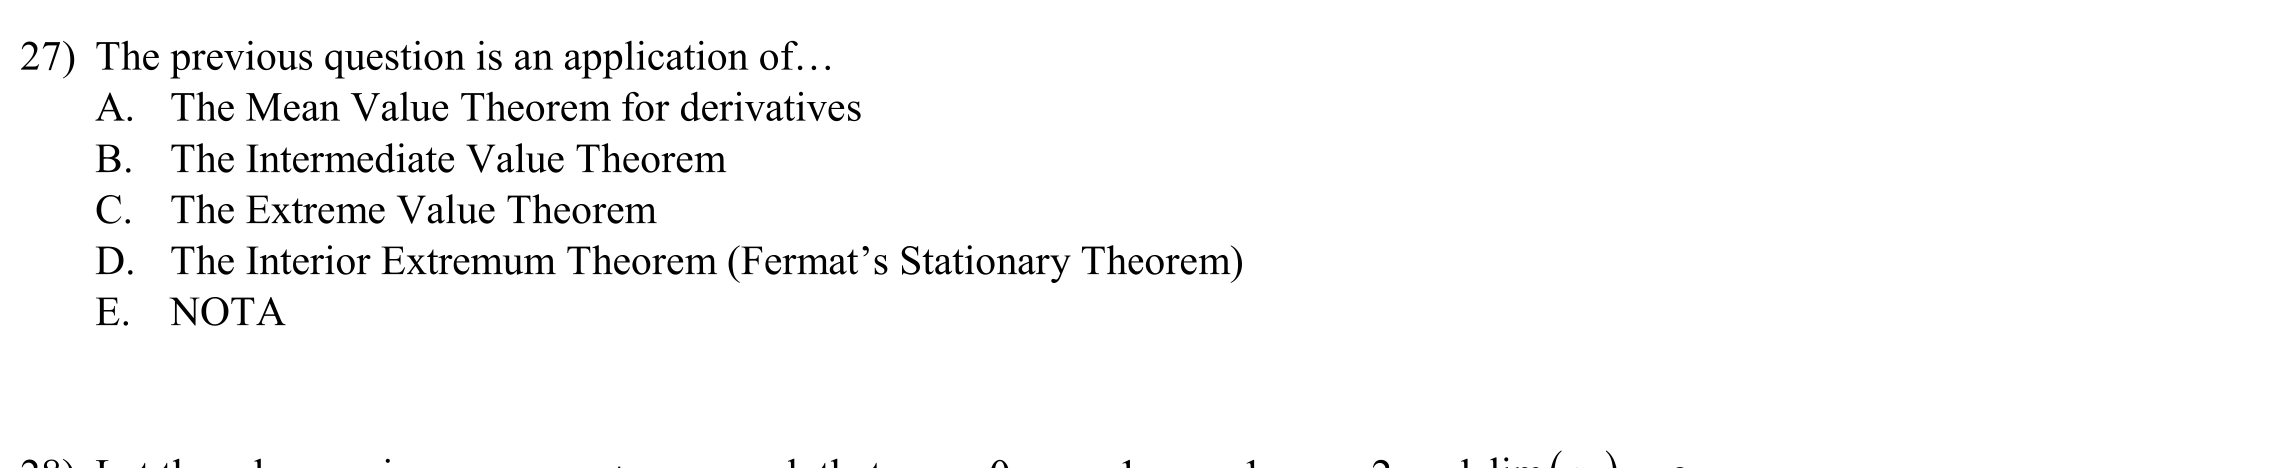 27) The previous question is an application of…
A. The Mean Value Theorem for derivatives
B. The Intermediate Value Theorem
C. The Extreme Value Theorem
D. The Interior Extremum Theorem (Fermat’s Stationary Theorem)
E. NOTA